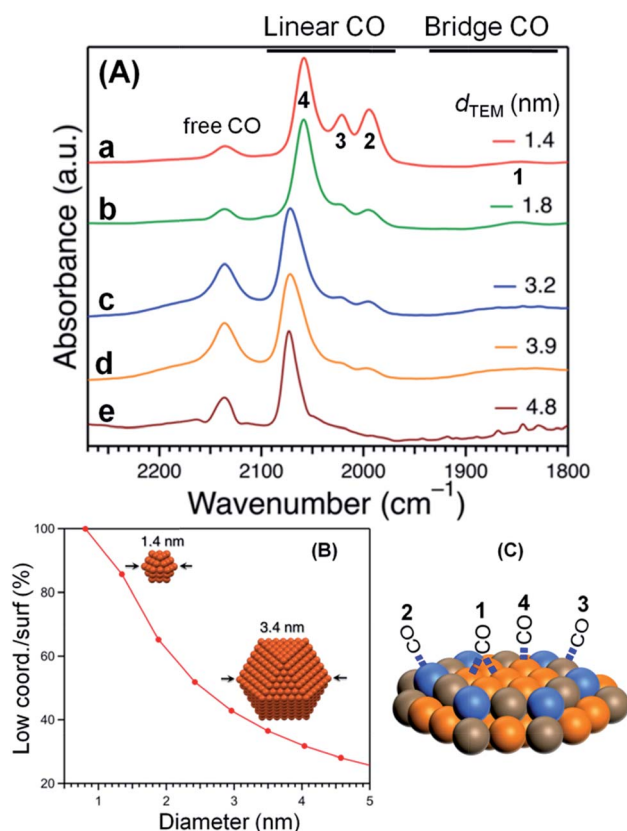 Linear CO Bridge CO
(A)
4
d_TEM (nm)
free CO
3 2
a
1.4
1
b
1.8
c
3.2
d
3.9
e
4.8
Absorbance (a.u.)
2200 2100 2000 1900 1800
Wavenumber (cm⁻¹)
100
80
60
40
20
Low coord./surf (%)
1.4 nm
(B)
3.4 nm
1 2 3 4 5
Diameter (nm)
(C)
2 1 4 3
CO CO CO CO